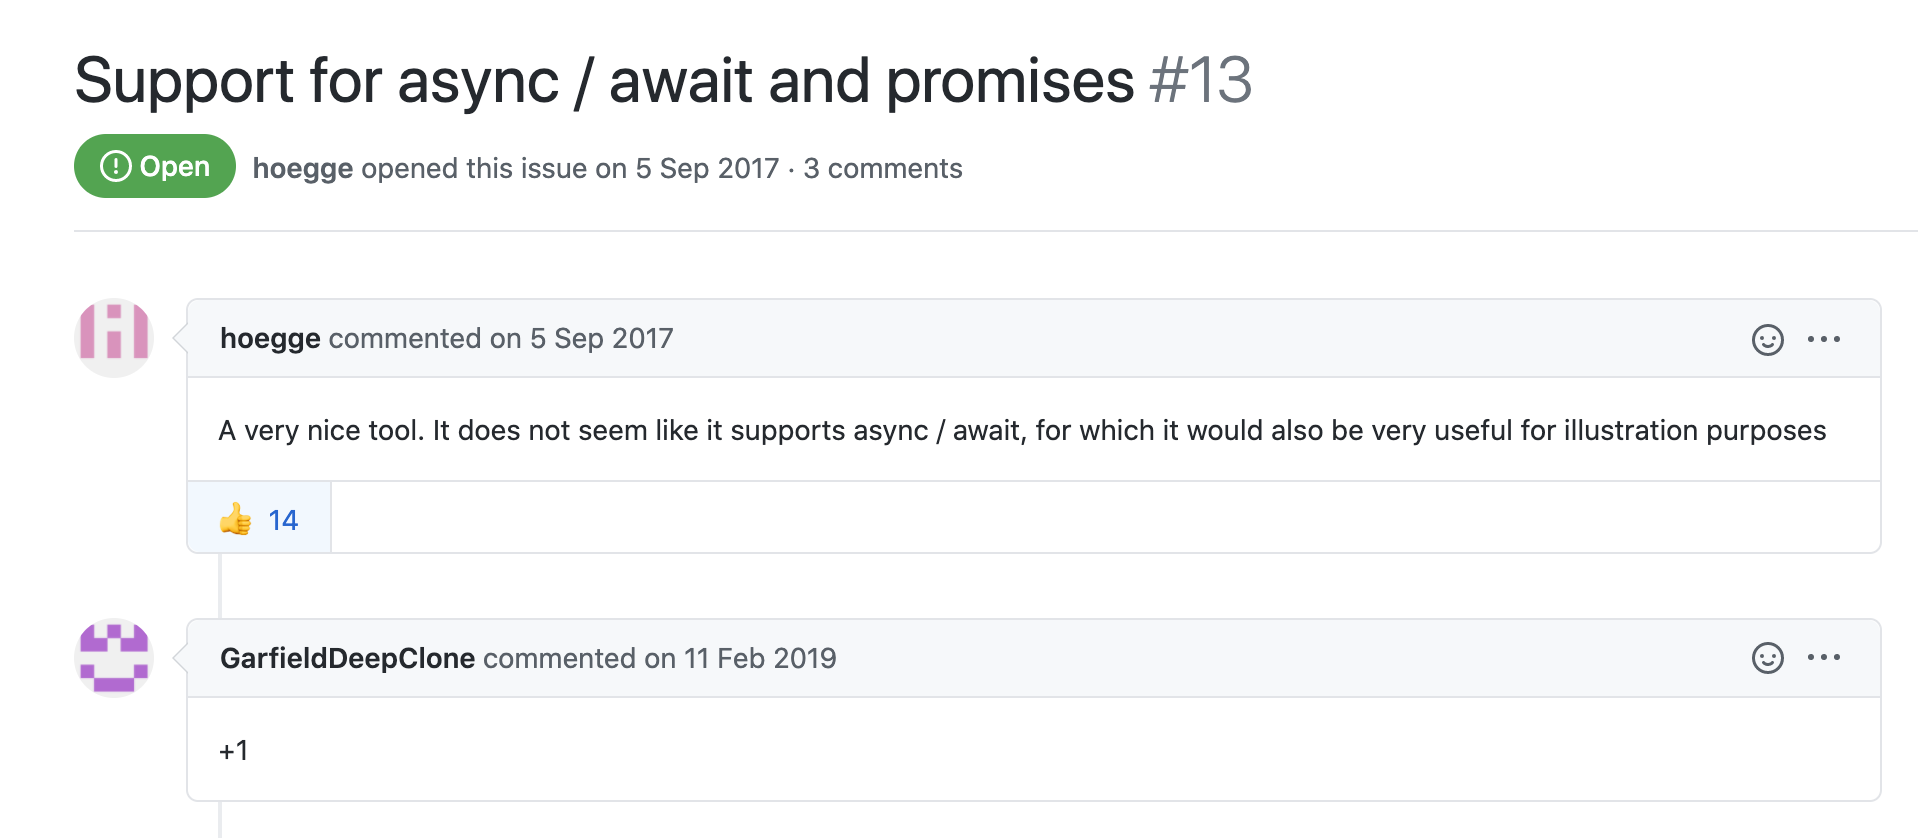 Support for async / await and promises #13
Open hoegge opened this issue on 5 Sep 2017 · 3 comments
hoegge commented on 5 Sep 2017
A very nice tool. It does not seem like it supports async / await, for which it would also be very useful for illustration purposes
👍 14
GarfieldDeepClone commented on 11 Feb 2019
+1